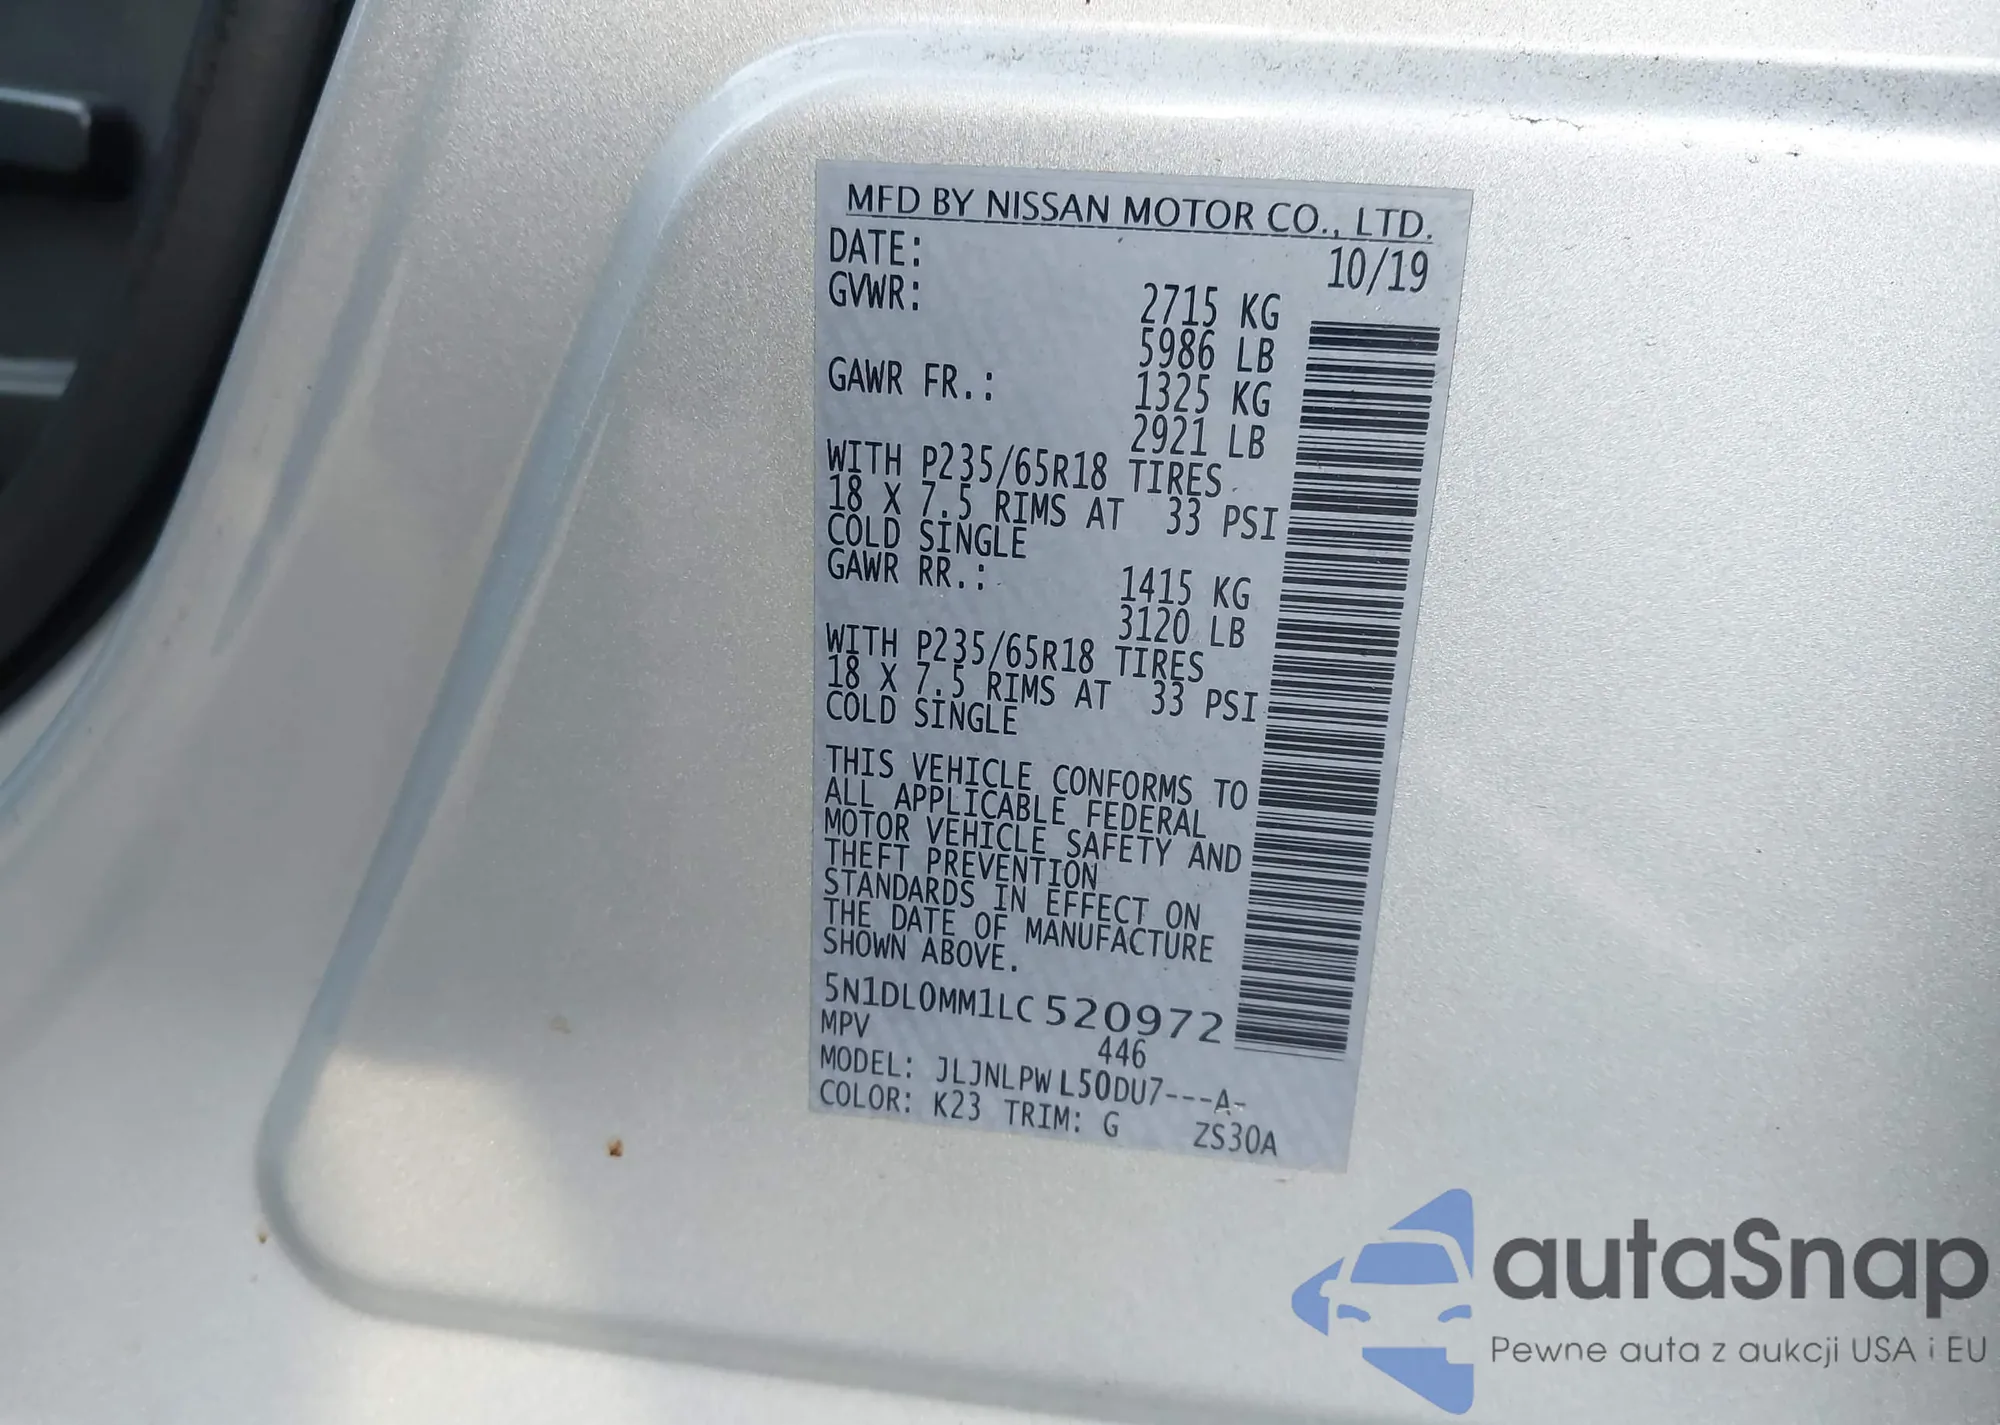 MFD BY NISSAN MOTOR CO., LTD.
DATE: 10/19
GVWR: 2715 KG
5986 LB
GAWR FR.: 1325 KG
2921 LB
WITH P235/65R18 TIRES
18 X 7.5 RIMS AT 33 PSI
COLD SINGLE
GAWR RR.: 1415 KG
3120 LB
WITH P235/65R18 TIRES
18 X 7.5 RIMS AT 33 PSI
COLD SINGLE
THIS VEHICLE CONFORMS TO
ALL APPLICABLE FEDERAL
MOTOR VEHICLE SAFETY AND
THEFT PREVENTION
STANDARDS IN EFFECT ON
THE DATE OF MANUFACTURE
SHOWN ABOVE.
5N1DL0MM1LC520972
MPV 446
MODEL: JLJNLPW L50DU7---A-
COLOR: K23 TRIM: G ZS30A
autaSnap
Pewne auta z aukcji USA i EU